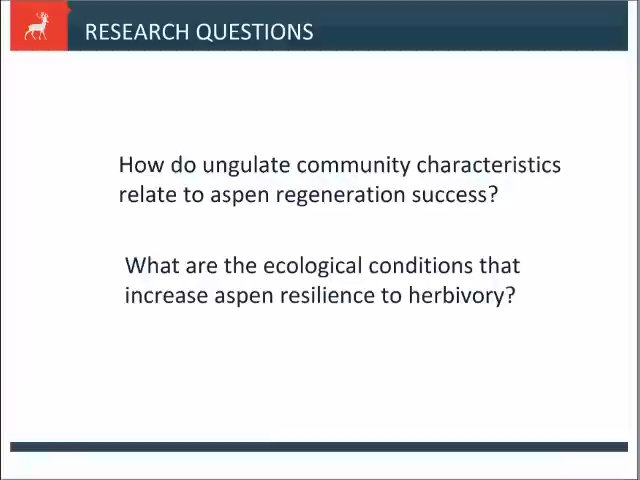 RESEARCH QUESTIONS
How do ungulate community characteristics
relate to aspen regeneration success?
What are the ecological conditions that
increase aspen resilience to herbivory?